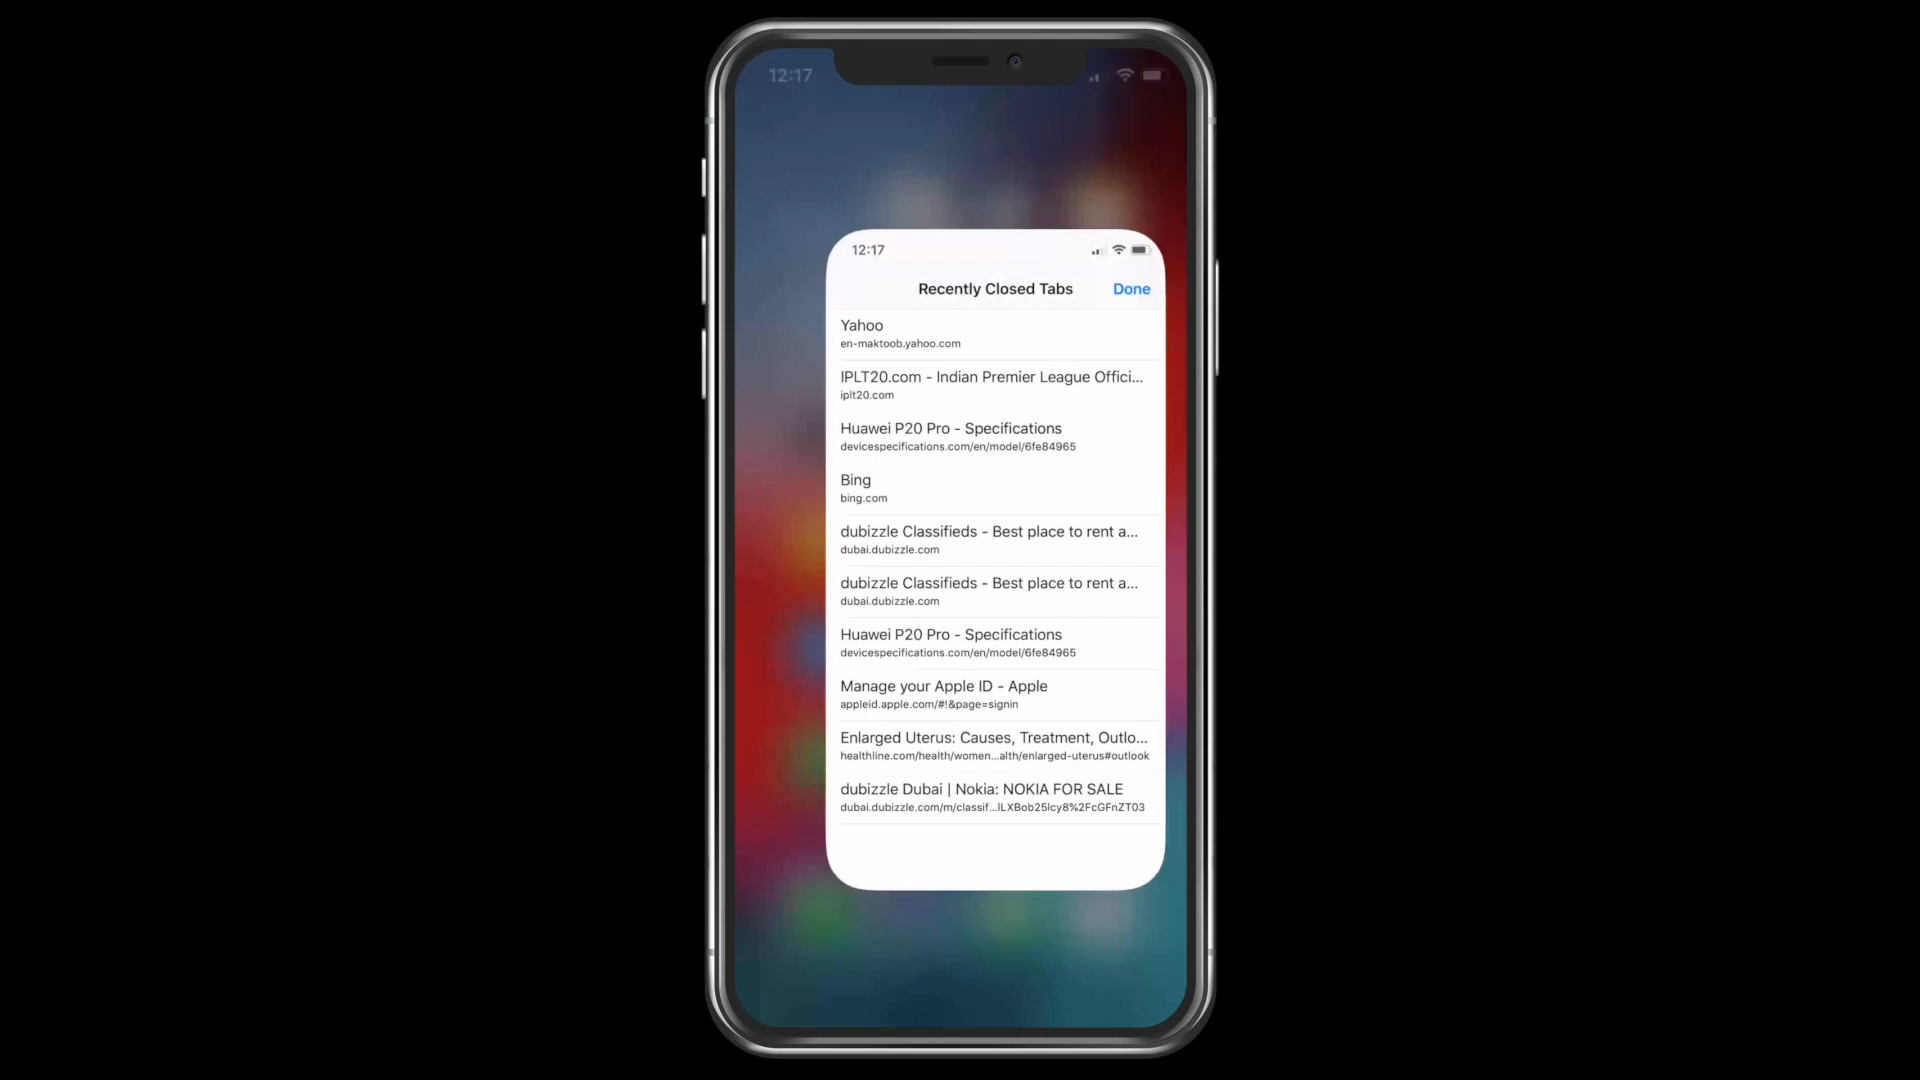 12:17
12:17
Recently Closed Tabs Done
Yahoo
en-maktoob.yahoo.com
IPLT20.com - Indian Premier League Offici...
iplt20.com
Huawei P20 Pro - Specifications
devicespecifications.com/en/model/6fe84965
Bing
bing.com
dubizzle Classifieds - Best place to rent a...
dubai.dubizzle.com
dubizzle Classifieds - Best place to rent a...
dubai.dubizzle.com
Huawei P20 Pro - Specifications
devicespecifications.com/en/model/6fe84965
Manage your Apple ID - Apple
appleid.apple.com/#!&page=signin
Enlarged Uterus: Causes, Treatment, Outlo...
healthline.com/health/women...alth/enlarged-uterus#outlook
dubizzle Dubai | Nokia: NOKIA FOR SALE
dubai.dubizzle.com/m/classif...ILXBob25lcy8%2FcGFnZT03